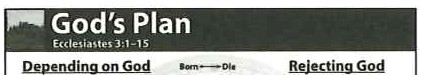 God's Plan
Ecclesiastes 3:1–15
Depending on God Born⟷Die Rejecting God